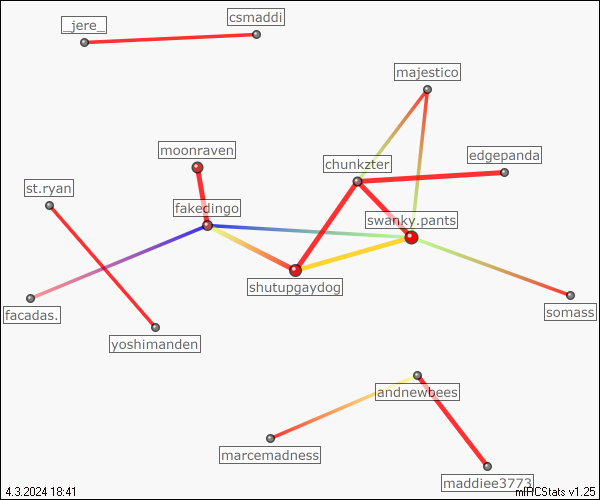 _jere_
csmaddi
majestico
moonraven
chunkzter
edgepanda
st.ryan
fakedingo
swanky.pants
shutupgaydog
facadas.
somass
yoshimanden
andnewbees
marcemadness
maddiee3773
4.3.2024 18:41
mIRCStats v1.25